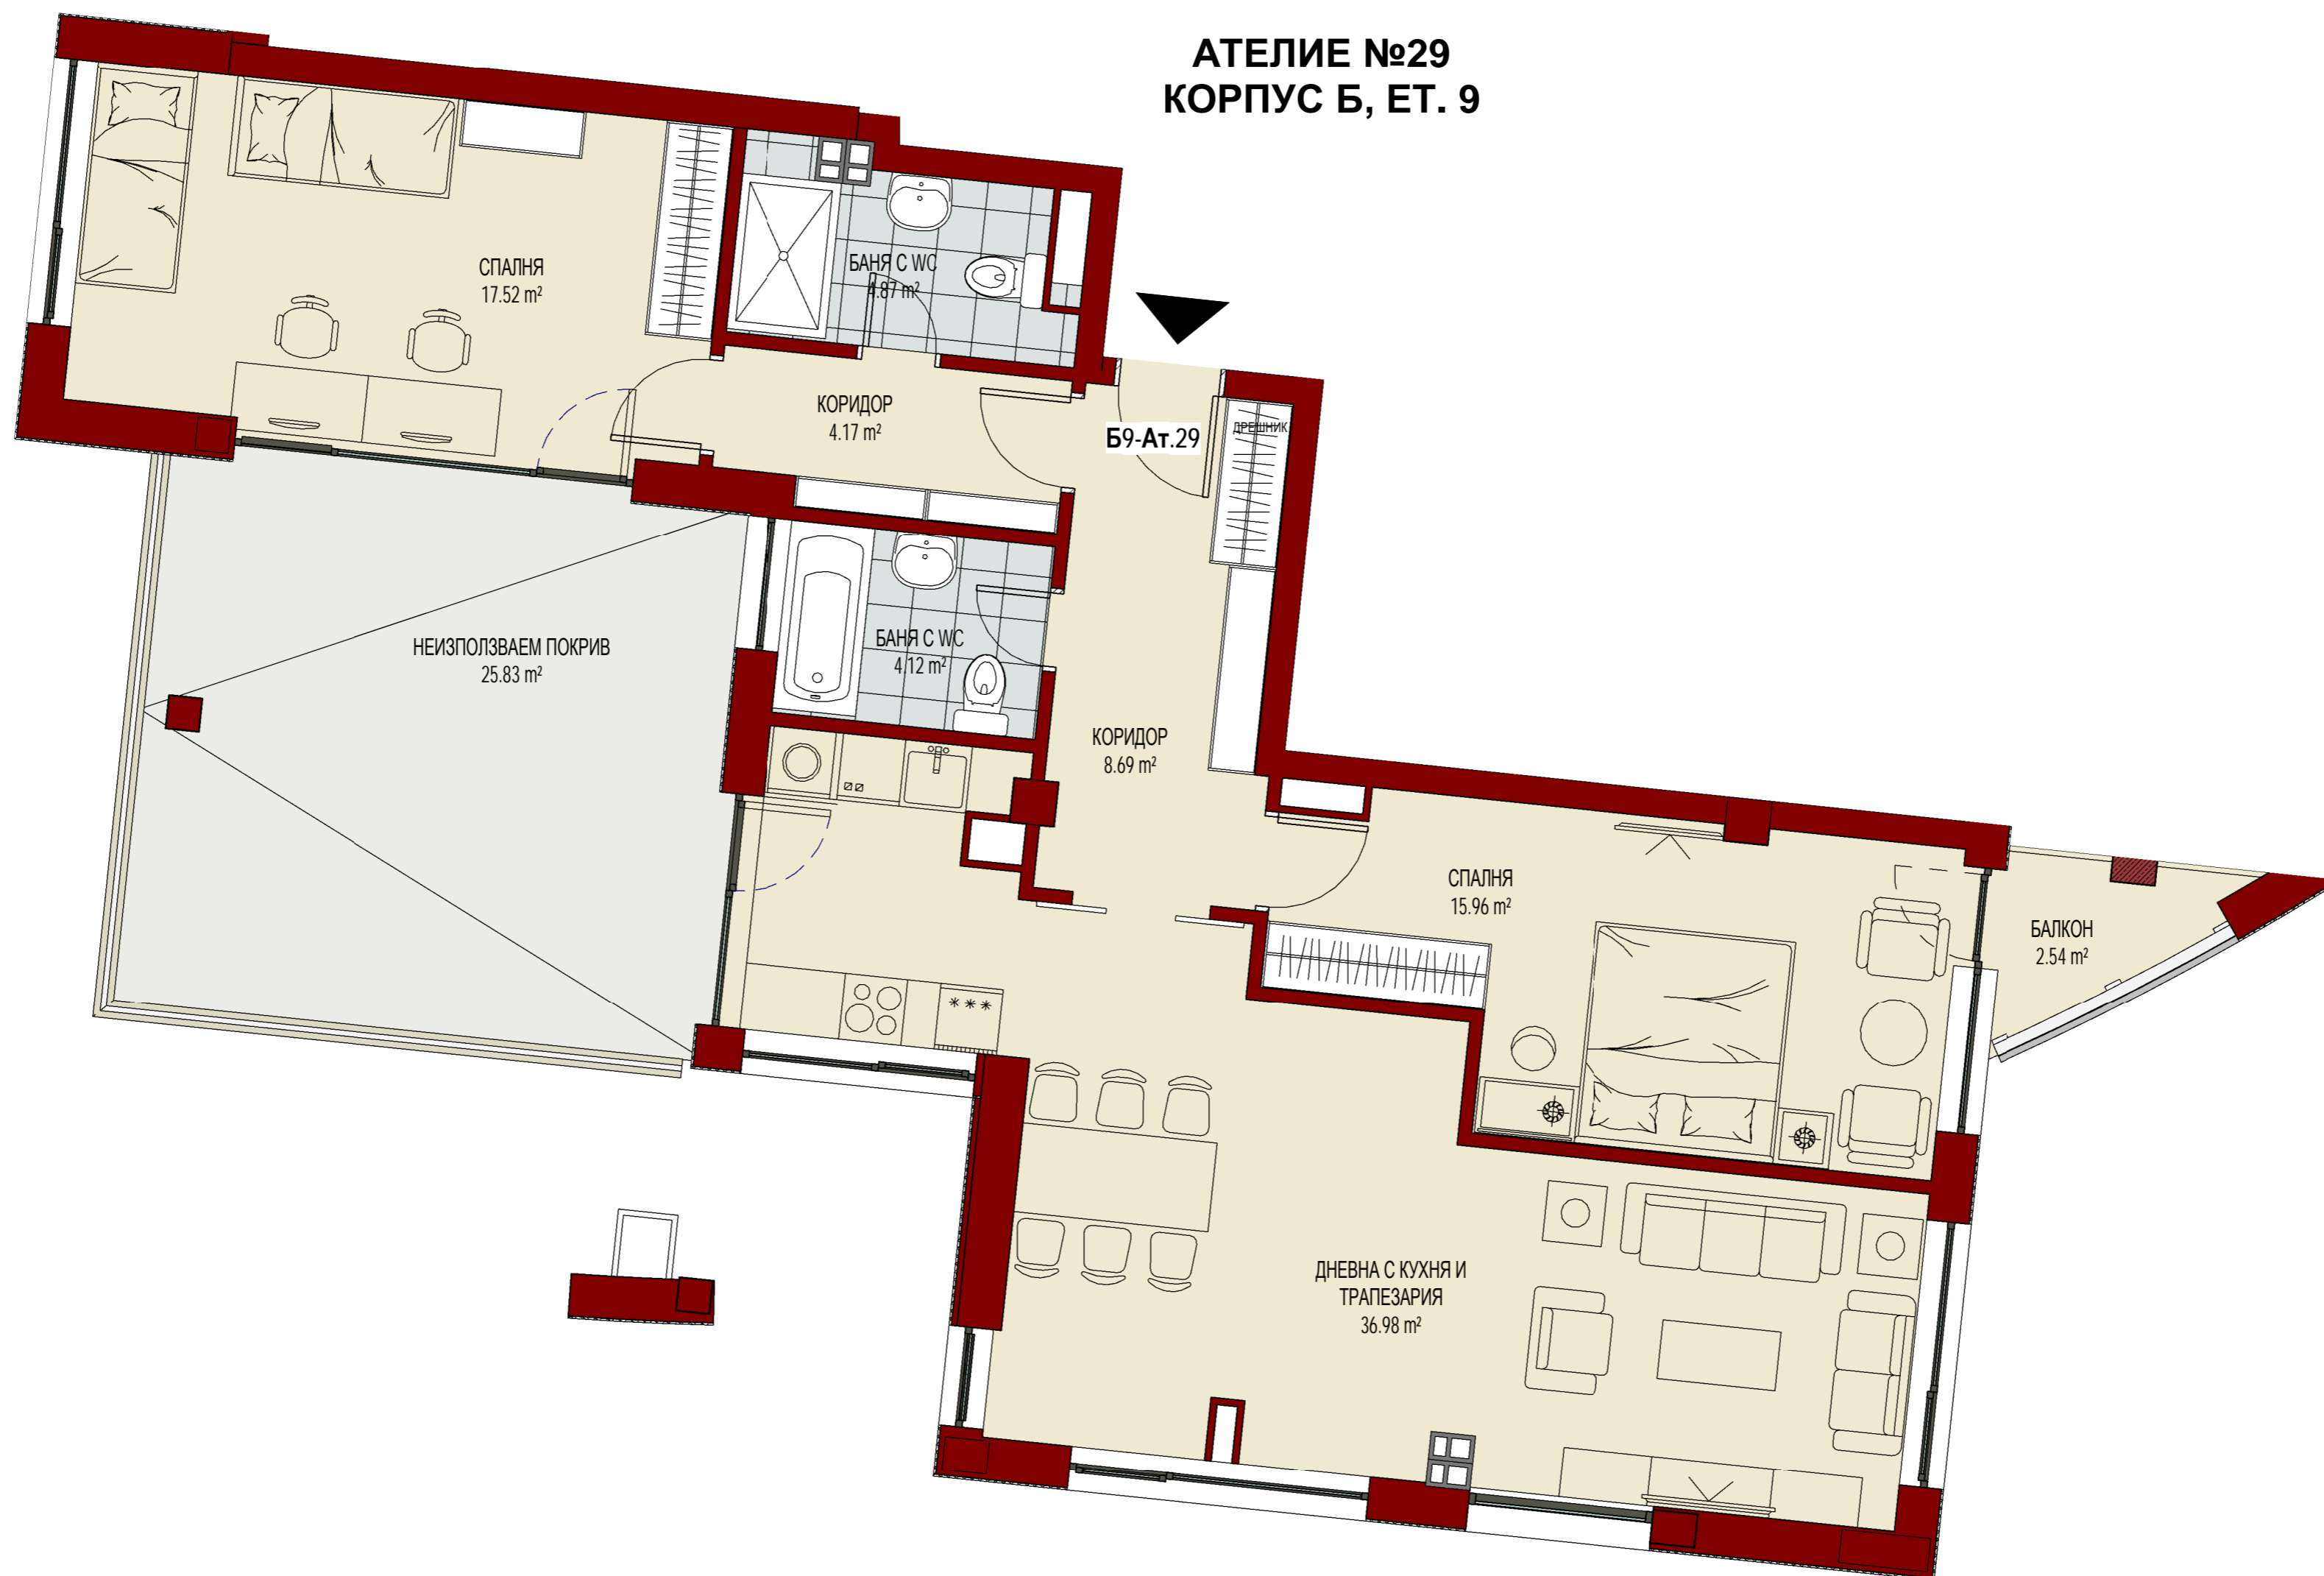 АТЕЛИЕ №29
КОРПУС Б, ЕТ. 9
СПАЛНЯ
17.52 m²
БАНЯ С WC
4.87 m²
КОРИДОР
4.17 m²
Б9-Ат.29
ДРЕШНИК
НЕИЗПОЛЗВАЕМ ПОКРИВ
25.83 m²
БАНЯ С WC
4.12 m²
КОРИДОР
8.69 m²
СПАЛНЯ
15.96 m²
БАЛКОН
2.54 m²
ДНЕВНА С КУХНЯ И
ТРАПЕЗАРИЯ
36.98 m²